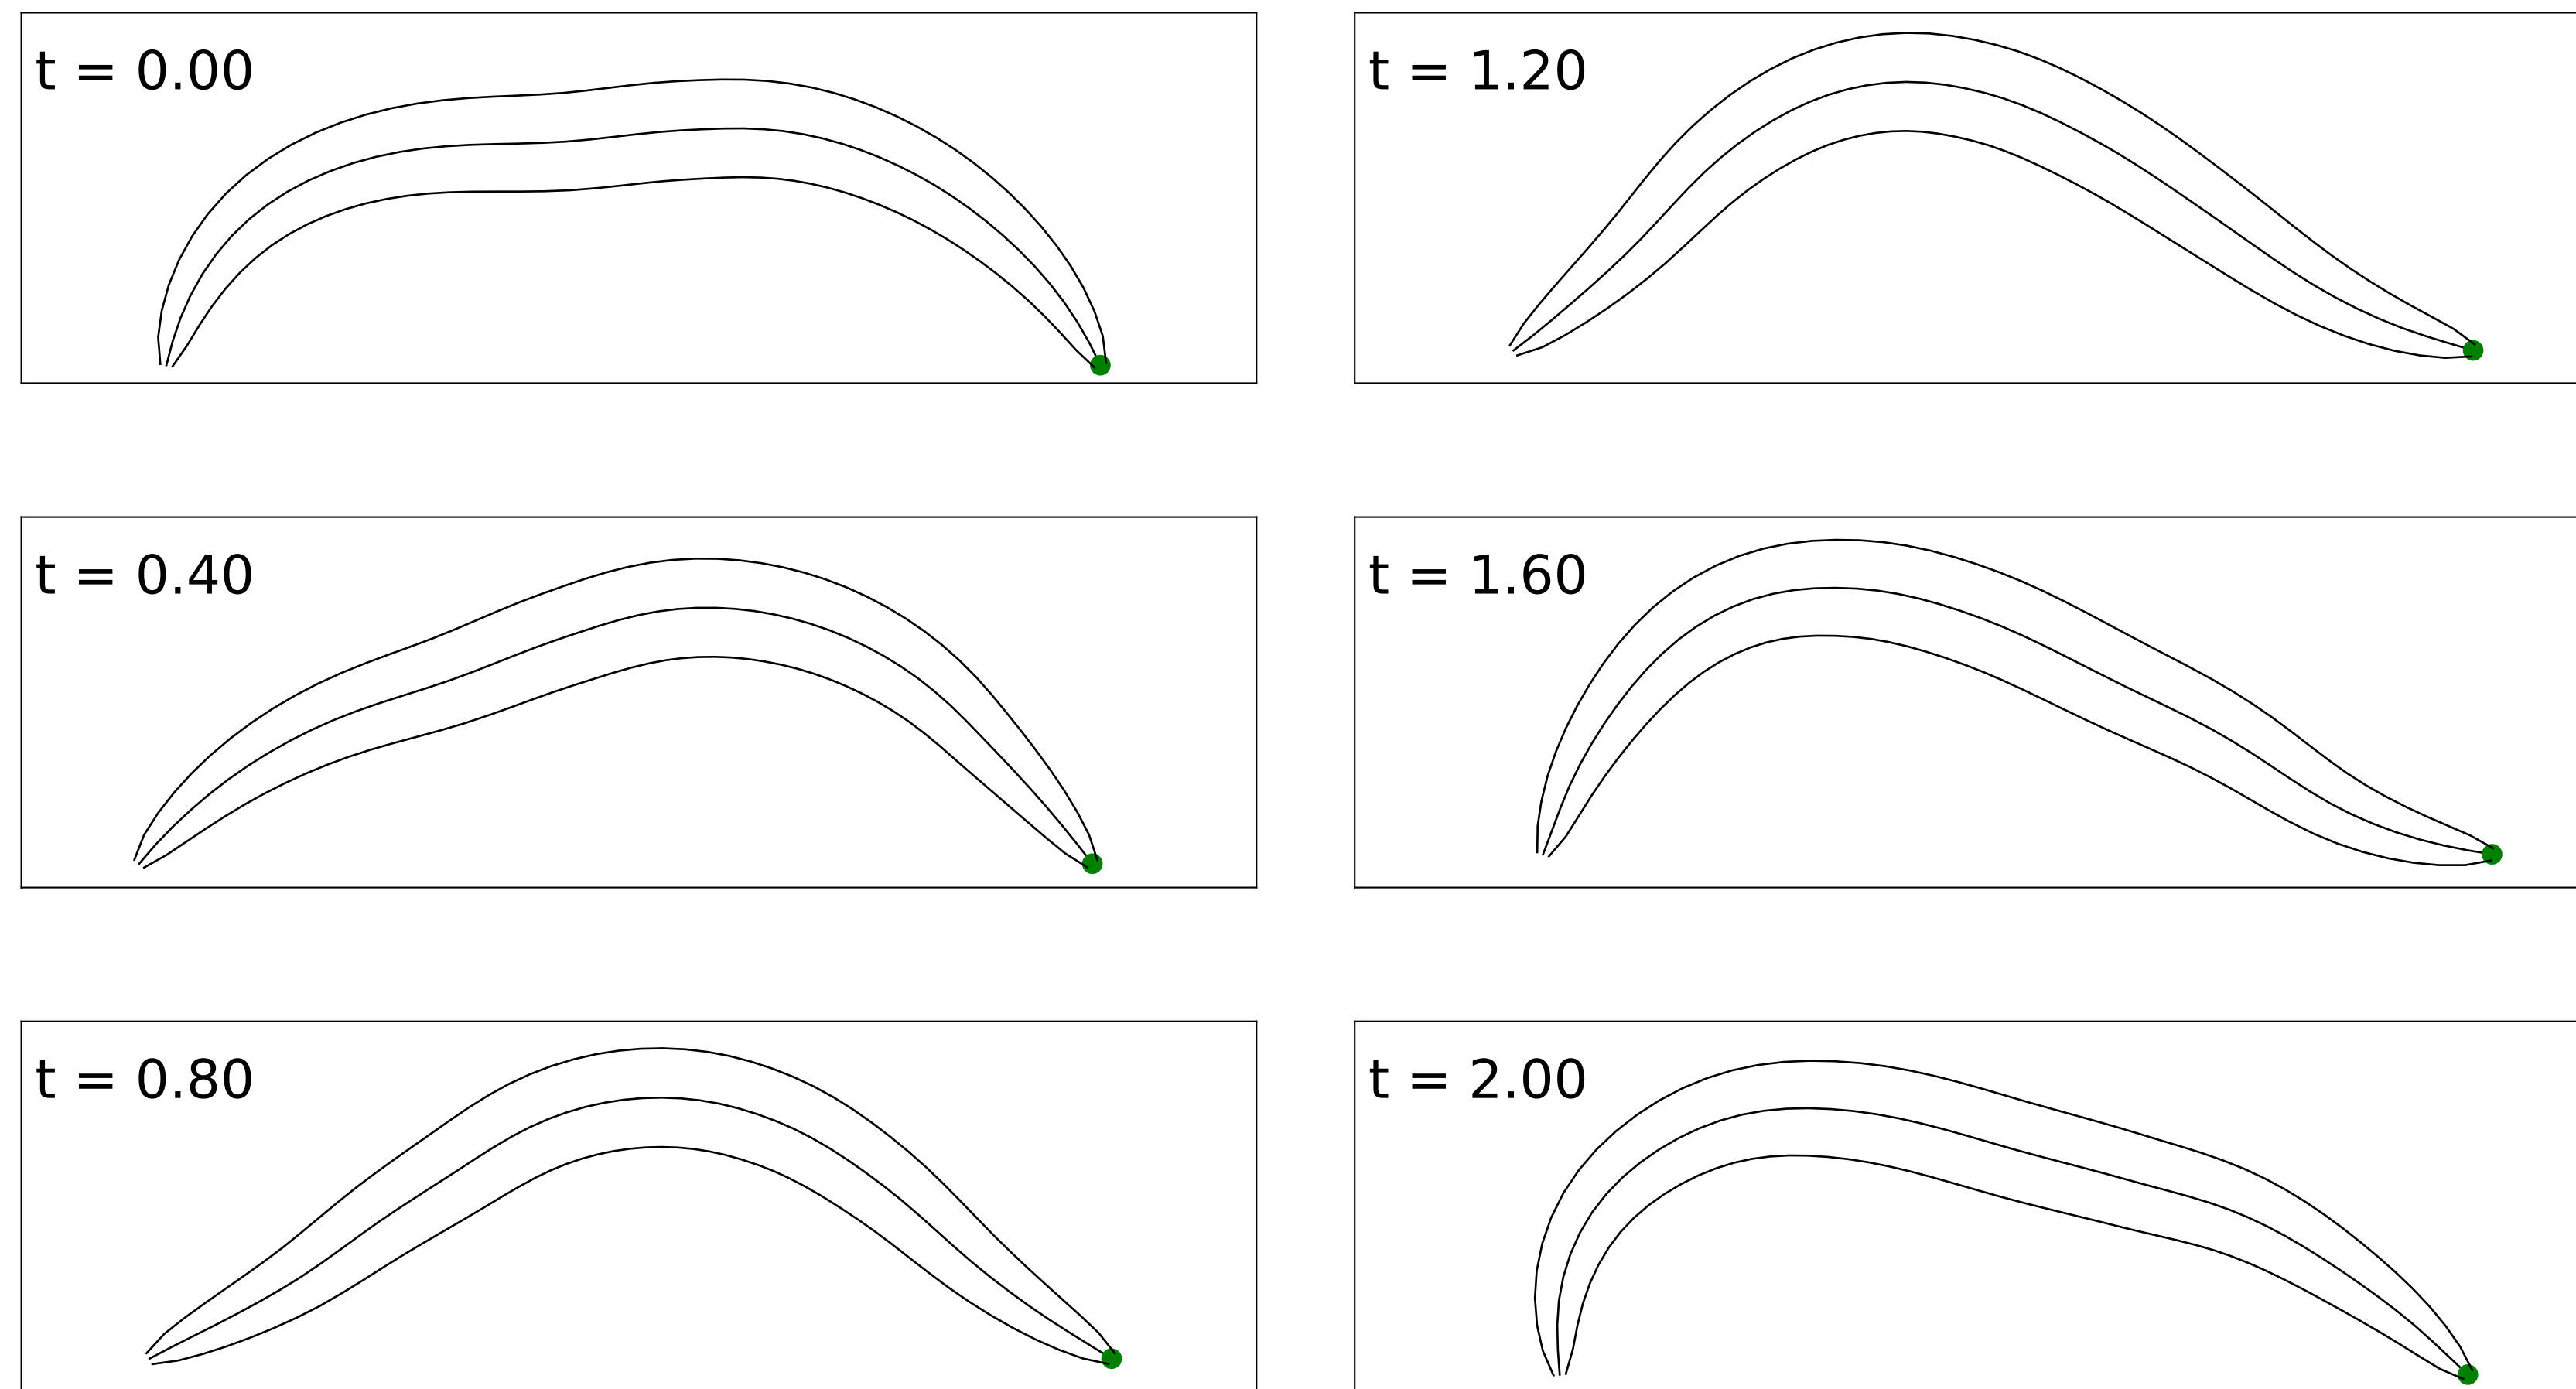 t = 0.00
t = 1.20
t = 0.40
t = 1.60
t = 0.80
t = 2.00